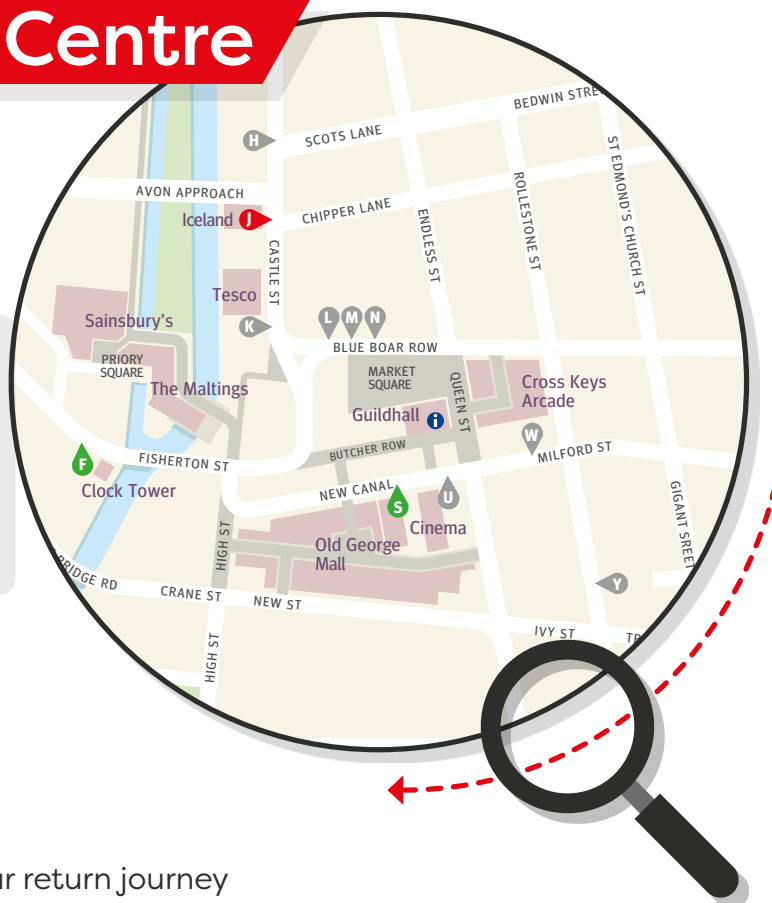 Centre
BEDWIN STRE
SCOTS LANE
H
ST EDMOND'S CHURCH ST
ROLLESTONE ST
AVON APPROACH
CHIPPER LANE
ENDLESS ST
Iceland
J
CASTLE ST
Tesco
Sainsbury's
K
L
M
N
BLUE BOAR ROW
PRIORY
SQUARE
MARKET
SQUARE
QUEEN ST
Cross Keys
Arcade
The Maltings
Guildhall
i
W
BUTCHER ROW
MILFORD ST
F
FISHERTON ST
Clock Tower
NEW CANAL
S
U
Cinema
GIGANT SREET
HIGH ST
Old George
Mall
BRIDGE RD
CRANE ST
NEW ST
Y
IVY ST
TR
HIGH ST
ur return journey